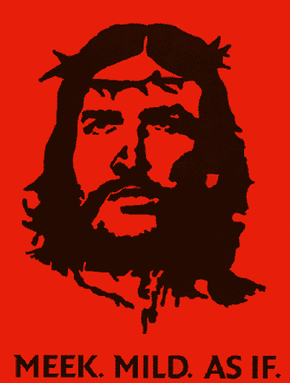 MEEK. MILD. AS IF.